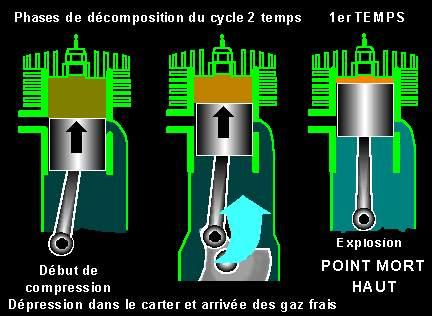 Phases de décomposition du cycle 2 temps
1er TEMPS
Début de
compression
Explosion
POINT MORT
HAUT
Dépression dans le carter et arrivée des gaz frais